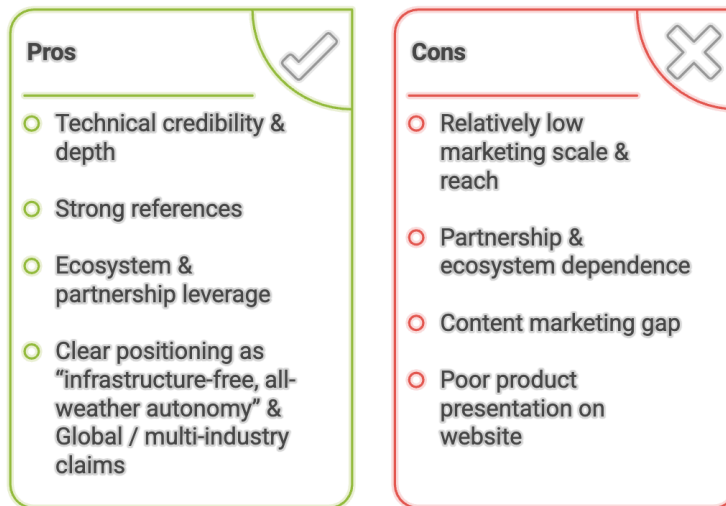 Pros
Technical credibility &
depth
Strong references
Ecosystem &
partnership leverage
Clear positioning as
“infrastructure-free, all-
weather autonomy” &
Global / multi-industry
claims
Cons
Relatively low
marketing scale &
reach
Partnership &
ecosystem dependence
Content marketing gap
Poor product
presentation on
website